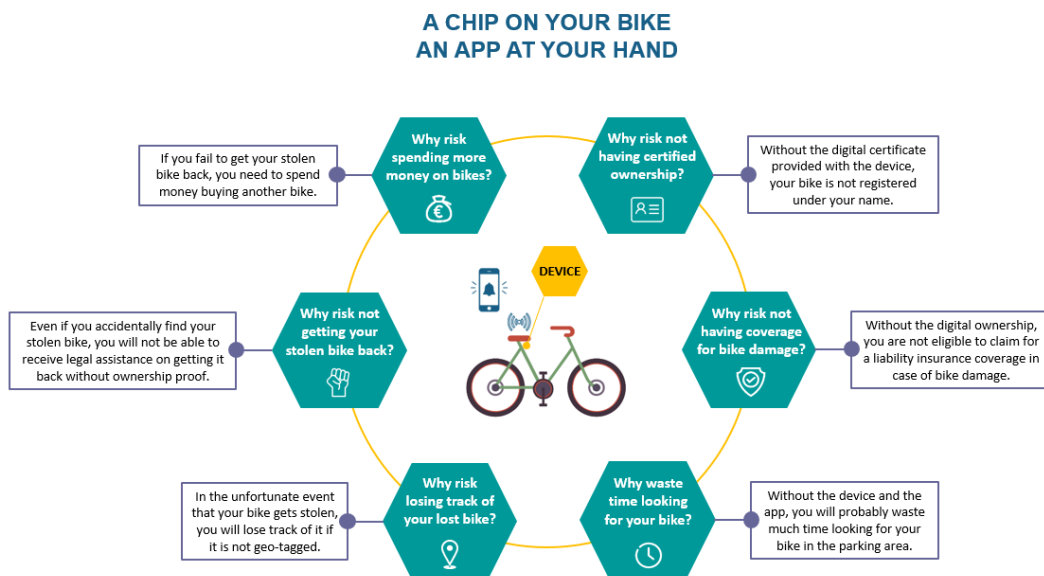 A CHIP ON YOUR BIKE
AN APP AT YOUR HAND
Why risk
spending more
money on bikes?
If you fail to get your stolen
bike back, you need to spend
money buying another bike.
Why risk not
having certified
ownership?
Without the digital certificate
provided with the device,
your bike is not registered
under your name.
DEVICE
Why risk not
getting your
stolen bike back?
Even if you accidentally find your
stolen bike, you will not be able to
receive legal assistance on getting it
back without ownership proof.
Why risk not
having coverage
for bike damage?
Without the digital ownership,
you are not eligible to claim for
a liability insurance coverage in
case of bike damage.
Why risk
losing track of
your lost bike?
In the unfortunate event
that your bike gets stolen,
you will lose track of it if
it is not geo-tagged.
Why waste
time looking
for your bike?
Without the device and the
app, you will probably waste
much time looking for your
bike in the parking area.